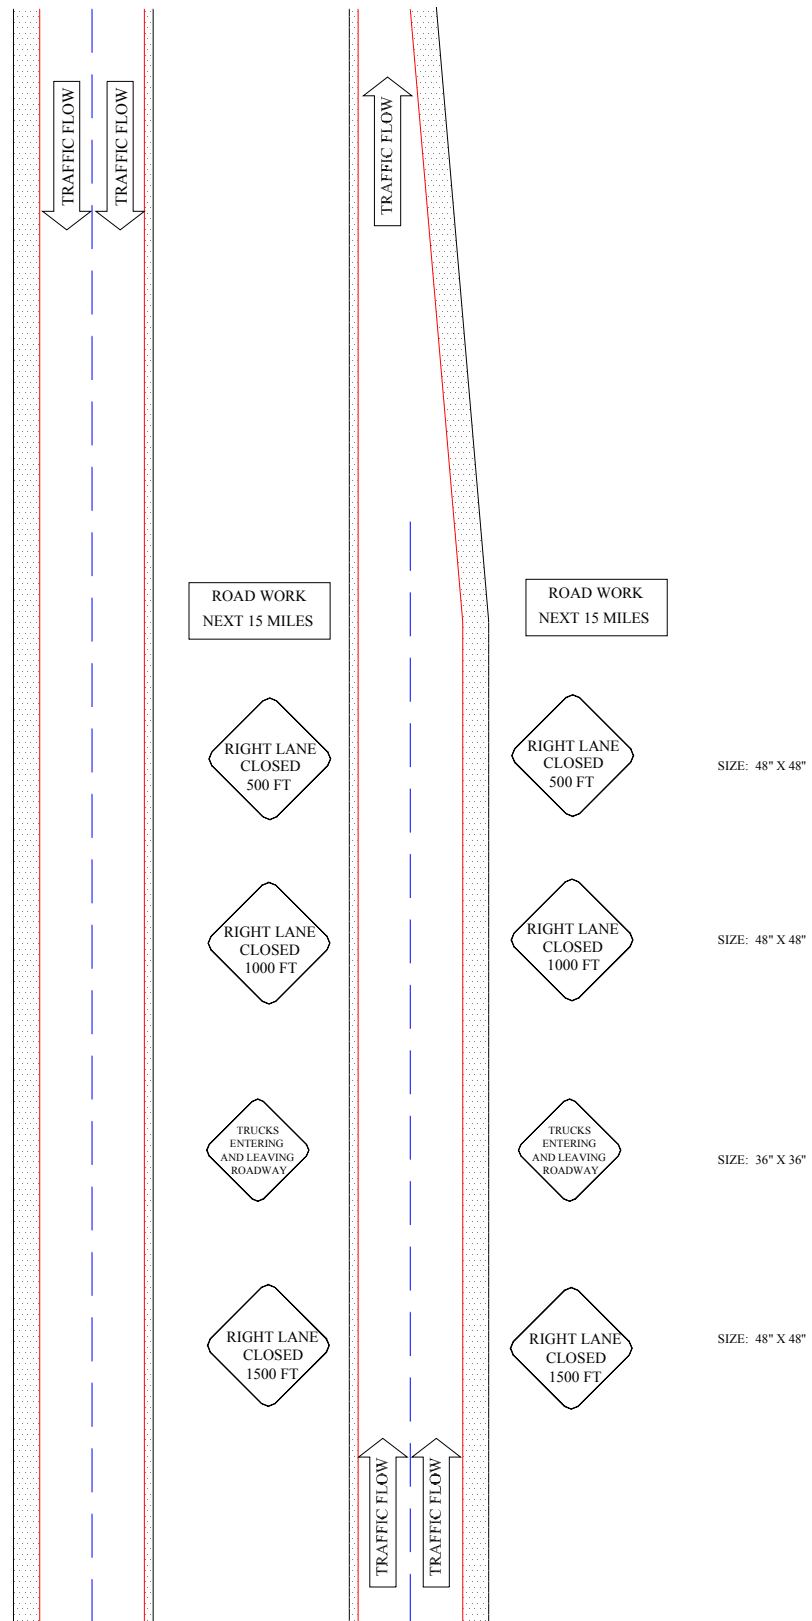 TRAFFIC FLOW
TRAFFIC FLOW
TRAFFIC FLOW
ROAD WORK
NEXT 15 MILES
ROAD WORK
NEXT 15 MILES
RIGHT LANE
CLOSED
500 FT
RIGHT LANE
CLOSED
500 FT
SIZE: 48" X 48"
RIGHT LANE
CLOSED
1000 FT
RIGHT LANE
CLOSED
1000 FT
SIZE: 48" X 48"
TRUCKS
ENTERING
AND LEAVING
ROADWAY
TRUCKS
ENTERING
AND LEAVING
ROADWAY
SIZE: 36" X 36"
RIGHT LANE
CLOSED
1500 FT
RIGHT LANE
CLOSED
1500 FT
SIZE: 48" X 48"
TRAFFIC FLOW
TRAFFIC FLOW